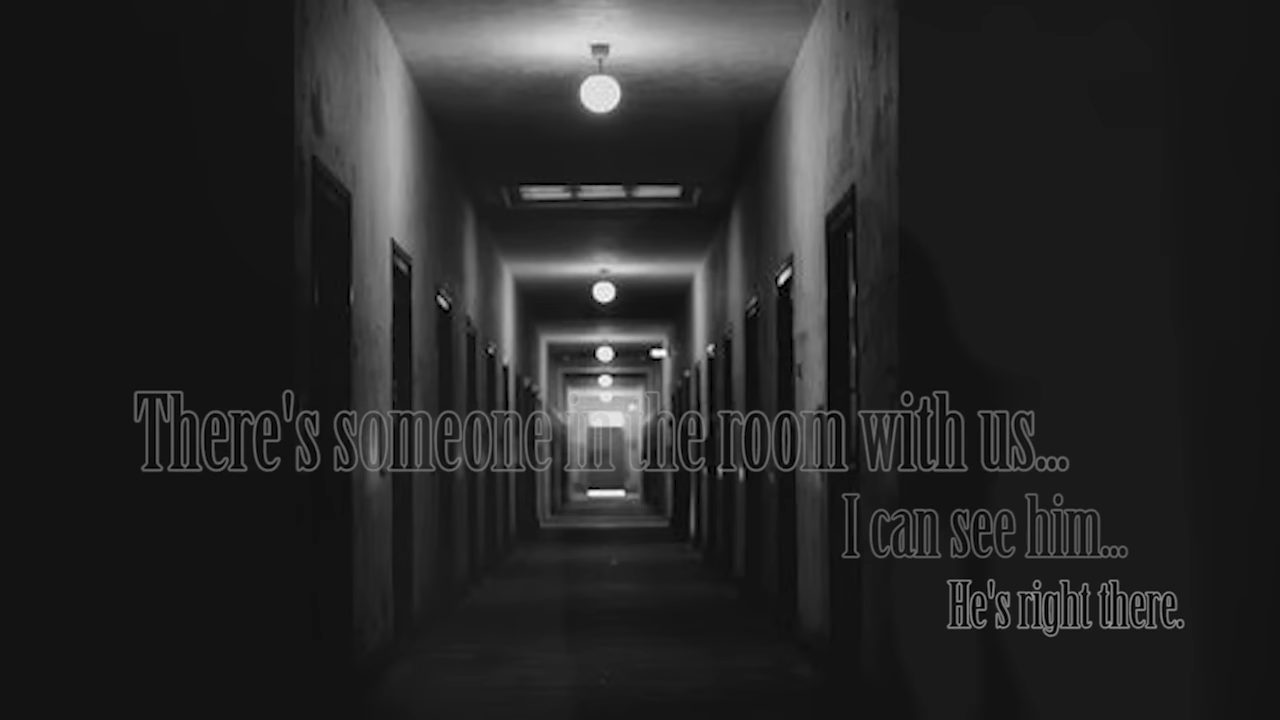 There's someone in the room with us...
I can see him...
He's right there.